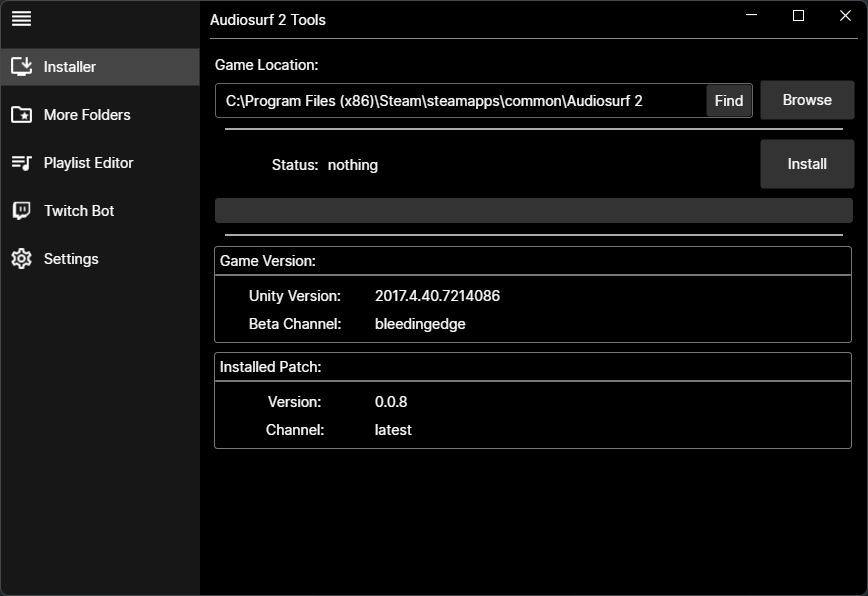 Audiosurf 2 Tools
Installer
More Folders
Playlist Editor
Twitch Bot
Settings
Game Location:
C:\Program Files (x86)\Steam\steamapps\common\Audiosurf 2 Find Browse
Status: nothing Install
Game Version:
Unity Version: 2017.4.40.7214086
Beta Channel: bleedingedge
Installed Patch:
Version: 0.0.8
Channel: latest